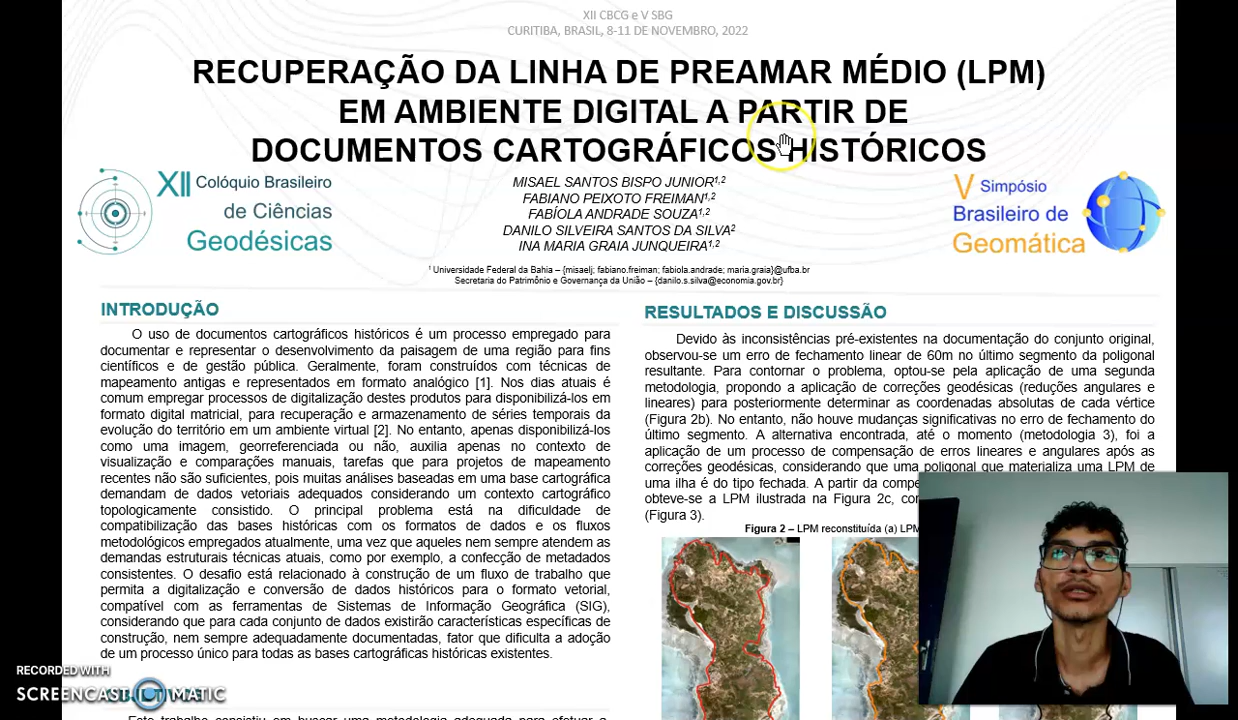 XII CBCG e V SBG
CURITIBA, BRASIL, 8-11 DE NOVEMBRO, 2022
RECUPERAÇÃO DA LINHA DE PREAMAR MÉDIO (LPM)
EM AMBIENTE DIGITAL A PARTIR DE
DOCUMENTOS CARTOGRÁFICOS HISTÓRICOS
XII Colóquio Brasileiro
de Ciências
Geodésicas
MISAEL SANTOS BISPO JUNIOR1,2
FABIANO PEIXOTO FREIMAN1,2
FABÍOLA ANDRADE SOUZA1,2
DANILO SILVEIRA SANTOS DA SILVA2
INA MARIA GRAIA JUNQUEIRA1,2
V Simpósio
Brasileiro de
Geomática
1 Universidade Federal da Bahia – {misaelj; fabiano.freiman; fabiola.andrade; maria.graia}@ufba.br
Secretaria do Patrimônio e Governança da União – {danilo.s.silva@economia.gov.br}
INTRODUÇÃO
O uso de documentos cartográficos históricos é um processo empregado para
documentar e representar o desenvolvimento da paisagem de uma região para fins
científicos e de gestão pública. Geralmente, foram construídos com técnicas de
mapeamento antigas e representados em formato analógico [1]. Nos dias atuais é
comum empregar processos de digitalização destes produtos para disponibilizá-los em
formato digital matricial, para recuperação e armazenamento de séries temporais da
evolução do território em um ambiente virtual [2]. No entanto, apenas disponibilizá-los
como uma imagem, georreferenciada ou não, auxilia apenas no contexto de
visualização e comparações manuais, tarefas que para projetos de mapeamento
recentes não são suficientes, pois muitas análises baseadas em uma base cartográfica
demandam de dados vetoriais adequados considerando um contexto cartográfico
topologicamente consistido. O principal problema está na dificuldade de
compatibilização das bases históricas com os formatos de dados e os fluxos
metodológicos empregados atualmente, uma vez que aqueles nem sempre atendem as
demandas estruturais técnicas atuais, como por exemplo, a confecção de metadados
consistentes. O desafio está relacionado à construção de um fluxo de trabalho que
permita a digitalização e conversão de dados históricos para o formato vetorial,
compatível com as ferramentas de Sistemas de Informação Geográfica (SIG),
considerando que para cada conjunto de dados existirão características específicas de
construção, nem sempre adequadamente documentadas, fator que dificulta a adoção
de um processo único para todas as bases cartográficas históricas existentes.
RESULTADOS E DISCUSSÃO
Devido às inconsistências pré-existentes na documentação do conjunto original,
observou-se um erro de fechamento linear de 60m no último segmento da poligonal
resultante. Para contornar o problema, optou-se pela aplicação de uma segunda
metodologia, propondo a aplicação de correções geodésicas (reduções angulares e
lineares) para posteriormente determinar as coordenadas absolutas de cada vértice
(Figura 2b). No entanto, não houve mudanças significativas no erro de fechamento do
último segmento. A alternativa encontrada, até o momento (metodologia 3), foi a
aplicação de um processo de compensação de erros lineares e angulares após as
correções geodésicas, considerando que uma poligonal que materializa uma LPM de
uma ilha é do tipo fechada. A partir da
obteve-se a LPM ilustrada na Figura 2c,
(Figura 3).
Figura 2 – LPM reconstituída (a) LPM
RECORDED WITH
SCREENCAST MATIC